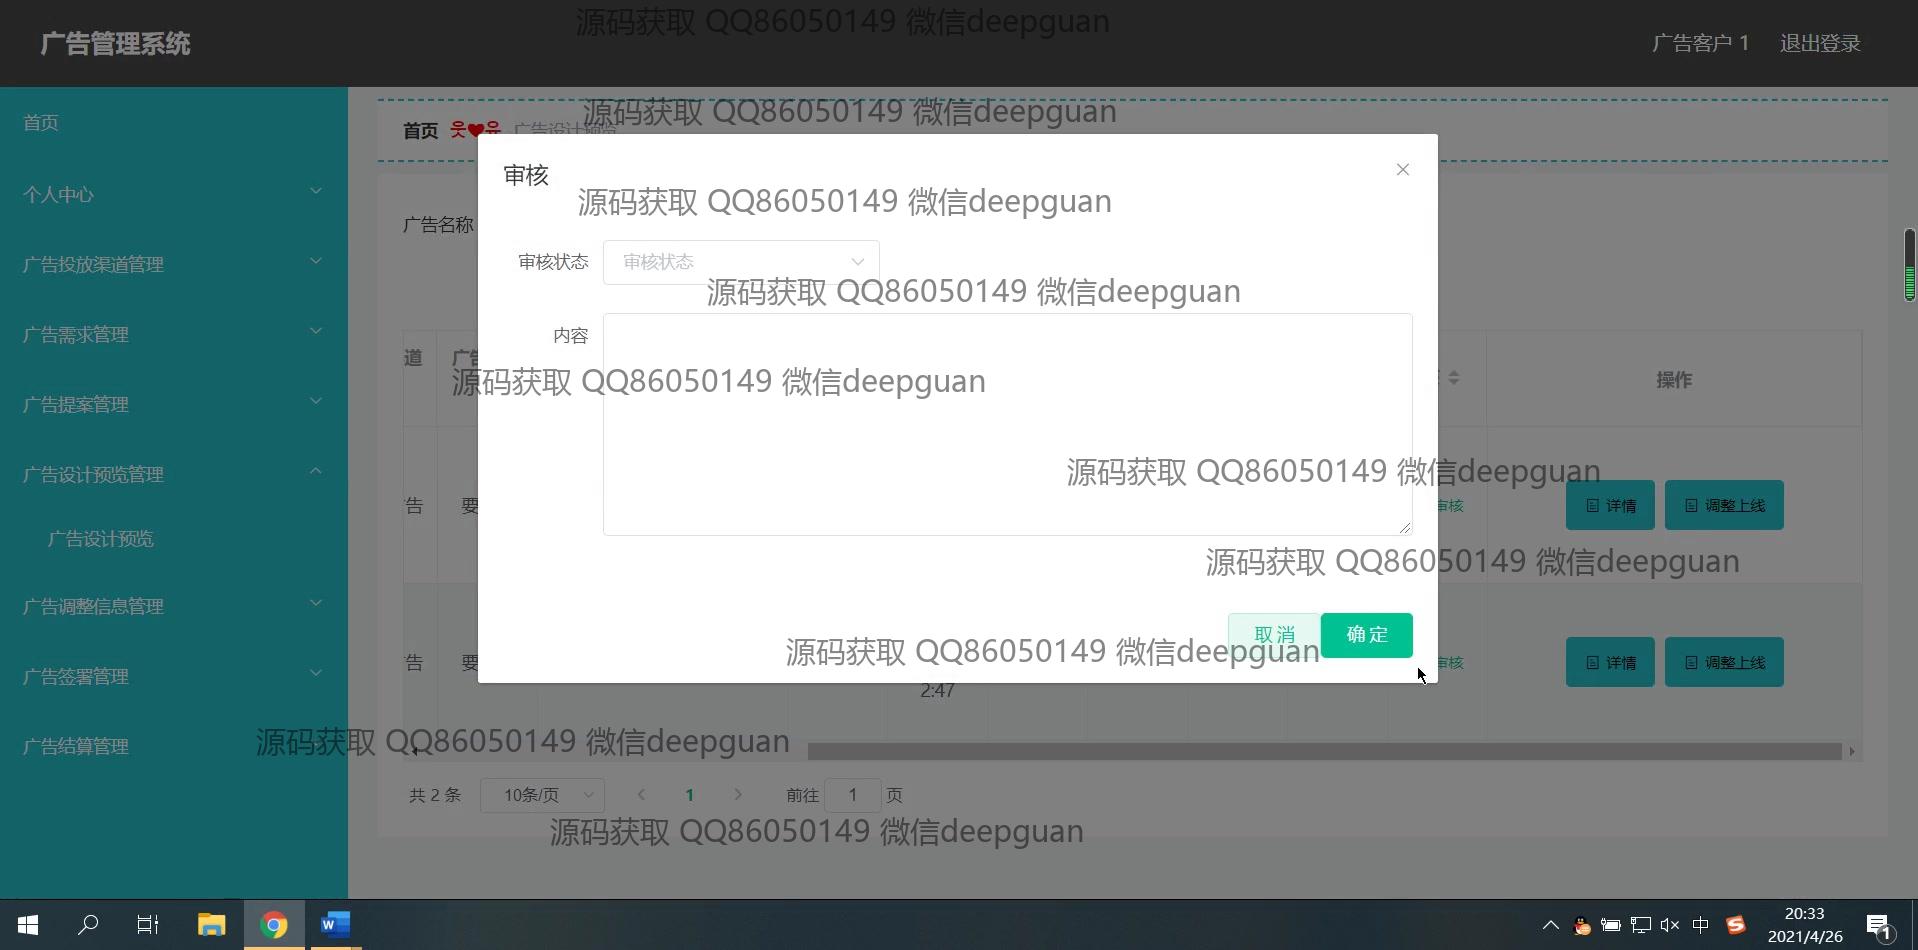 源码获取 QQ86050149 微信deepguan
广告管理系统
广告客户 1 退出登录
源码获取 QQ86050149 微信deepguan
首页
首页 广告设计预览
审核
源码获取 QQ86050149 微信deepguan
个人中心
广告名称
广告投放渠道管理
审核状态 审核状态
源码获取 QQ86050149 微信deepguan
广告需求管理
内容
道 广告
操作
源码获取 QQ86050149 微信deepguan
广告提案管理
广告设计预览管理
源码获取 QQ86050149 微信deepguan
告 要 审核 详情 调整上线
广告设计预览
源码获取 QQ86050149 微信deepguan
广告调整信息管理
取消 确定
源码获取 QQ86050149 微信deepguan
告 要 审核 详情 调整上线
广告签署管理
2:47
广告结算管理
源码获取 QQ86050149 微信deepguan
共 2 条 10条/页 1 前往 1 页
源码获取 QQ86050149 微信deepguan
中
20:33
2021/4/26
1